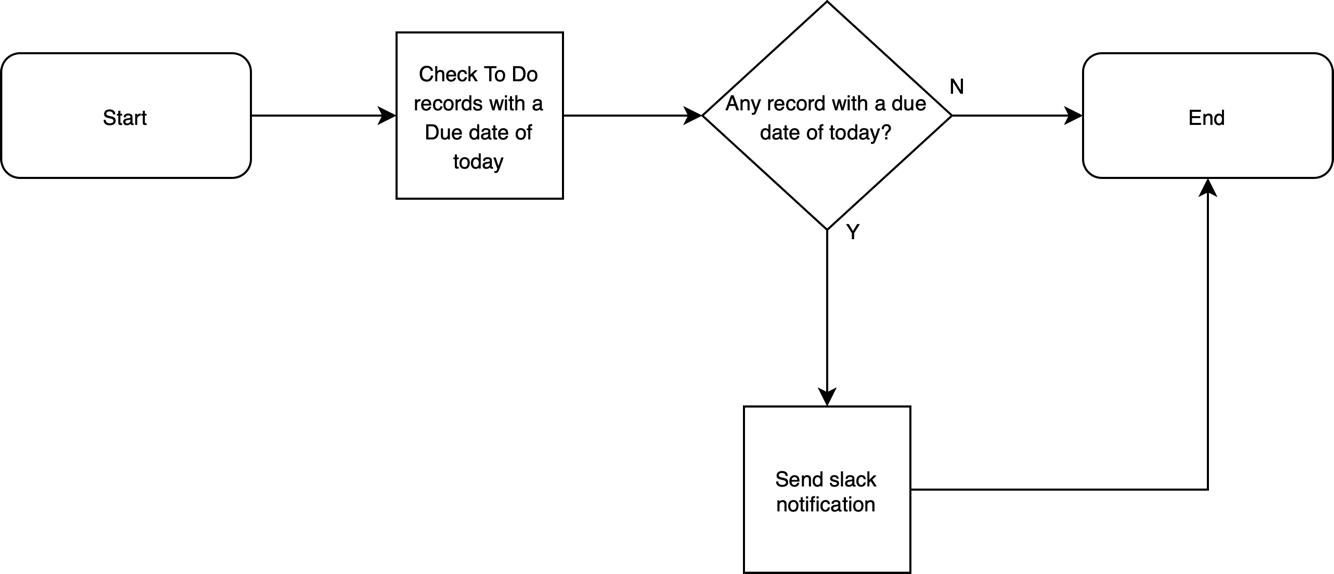 Start
Check To Do
records with a
Due date of
today
Any record with a due
date of today?
N
End
Y
Send slack
notification